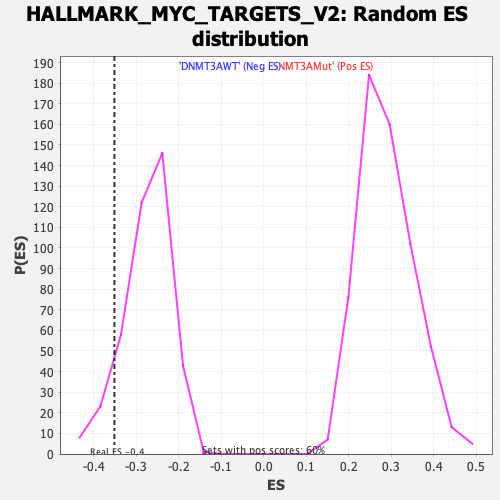 HALLMARK_MYC_TARGETS_V2: Random ES
distribution
'DNMT3AWT' (Neg ES) NMT3AMut' (Pos ES)
190
180
170
160
150
140
130
120
110
100
90
80
70
60
50
40
30
20
10
0
P(ES)
Real ES -0.4
Sets with pos scores: 60%
-0.4 -0.3 -0.2 -0.1 0.0 0.1 0.2 0.3 0.4 0.5
ES